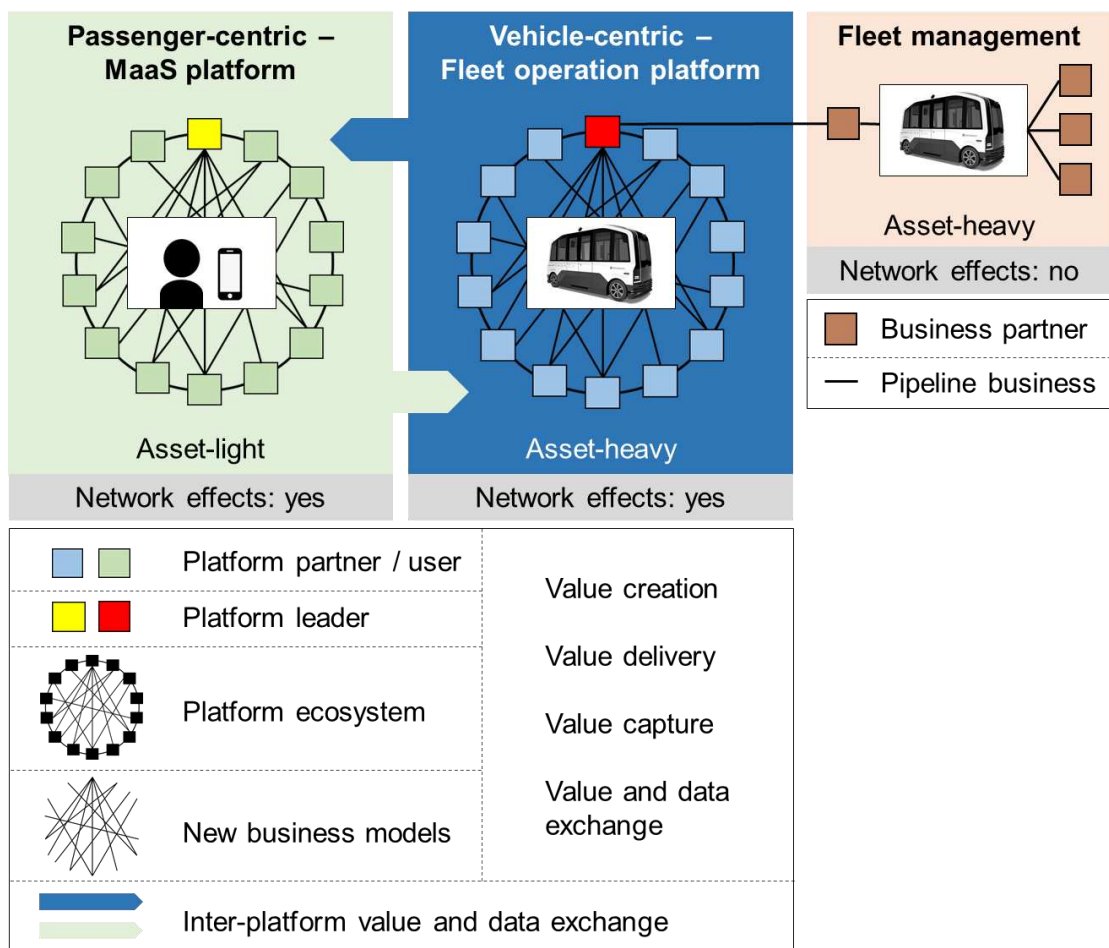 Passenger-centric –
MaaS platform
Asset-light
Network effects: yes
Vehicle-centric –
Fleet operation platform
Asset-heavy
Network effects: yes
Fleet management
Asset-heavy
Network effects: no
Business partner
Pipeline business
Platform partner / user
Platform leader
Platform ecosystem
New business models
Value creation
Value delivery
Value capture
Value and data
exchange
Inter-platform value and data exchange